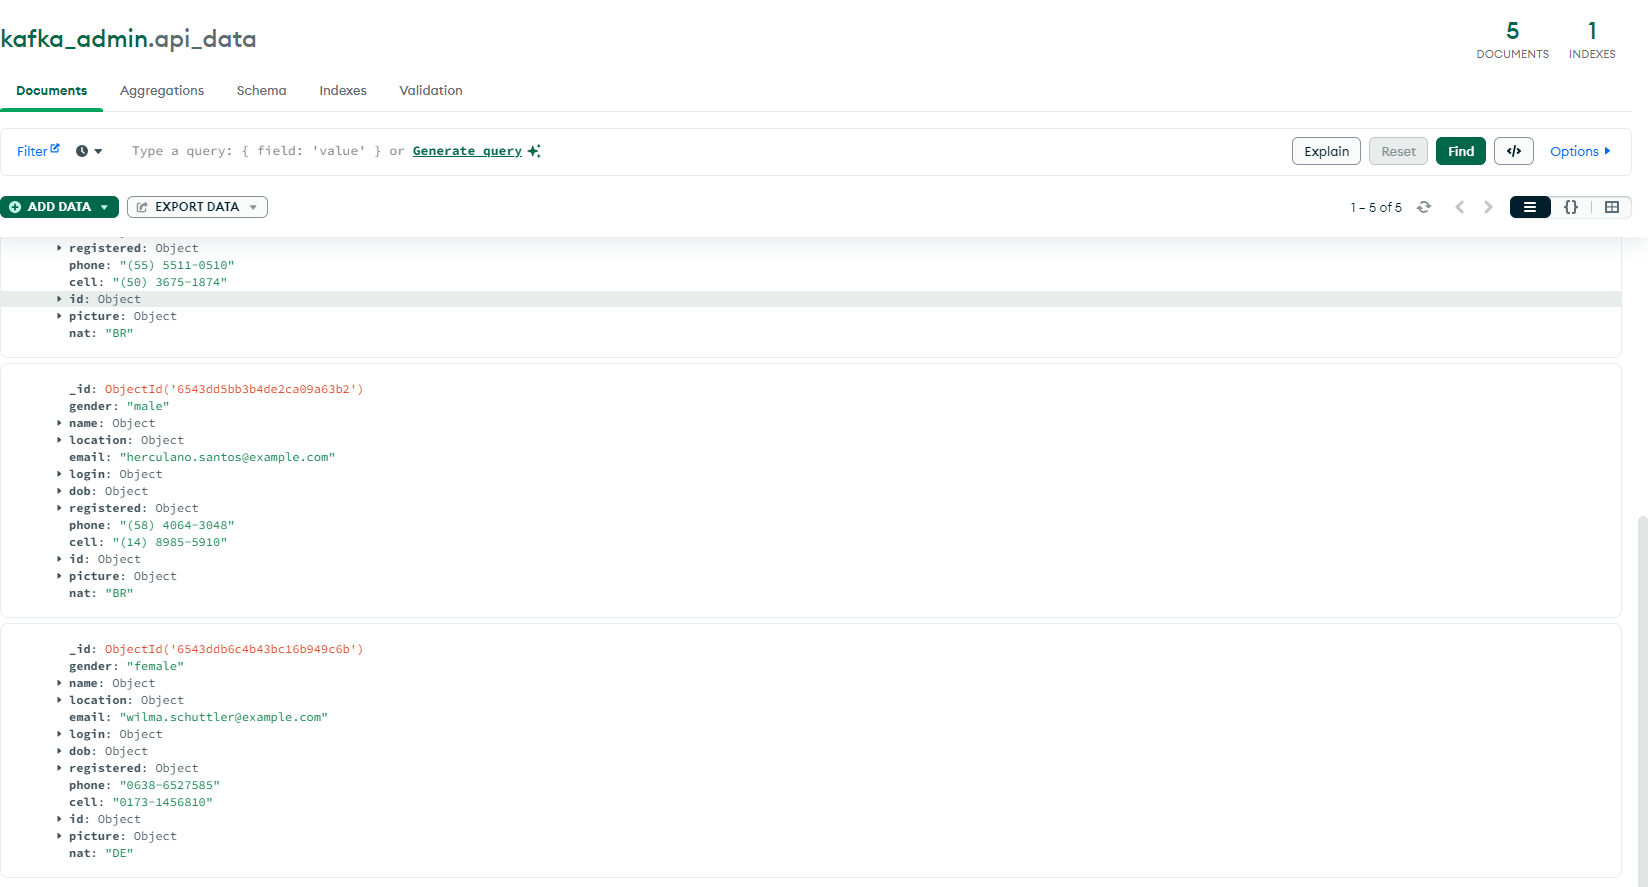 kafka_admin.api_data
5
DOCUMENTS
1
INDEXES
Documents Aggregations Schema Indexes Validation
Filter Type a query: { field: 'value' } or Generate query Explain Reset Find </> Options
ADD DATA EXPORT DATA 1 – 5 of 5 {}
registered: Object
phone: "(55) 5511-0510"
cell: "(50) 3675-1874"
id: Object
picture: Object
nat: "BR"
_id: ObjectId('6543dd5bb3b4de2ca09a63b2')
gender: "male"
name: Object
location: Object
email: "herculano.santos@example.com"
login: Object
dob: Object
registered: Object
phone: "(58) 4064-3048"
cell: "(14) 8985-5910"
id: Object
picture: Object
nat: "BR"
_id: ObjectId('6543ddb6c4b43bc16b949c6b')
gender: "female"
name: Object
location: Object
email: "wilma.schuttler@example.com"
login: Object
dob: Object
registered: Object
phone: "0638-6527585"
cell: "0173-1456810"
id: Object
picture: Object
nat: "DE"